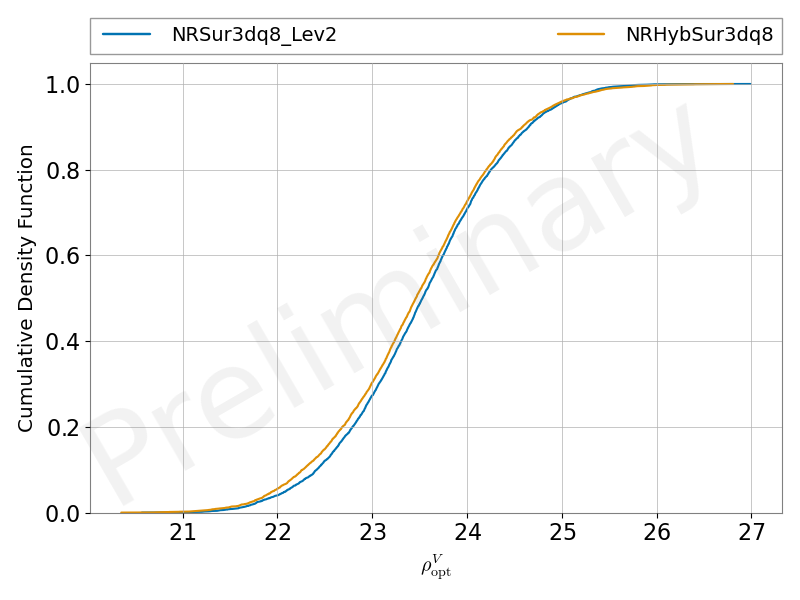 NRSur3dq8_Lev2 NRHybSur3dq8
Cumulative Density Function
1.0
0.8
0.6
0.4
0.2
0.0
Preliminary
21 22 23 24 25 26 27
ρ^V_opt